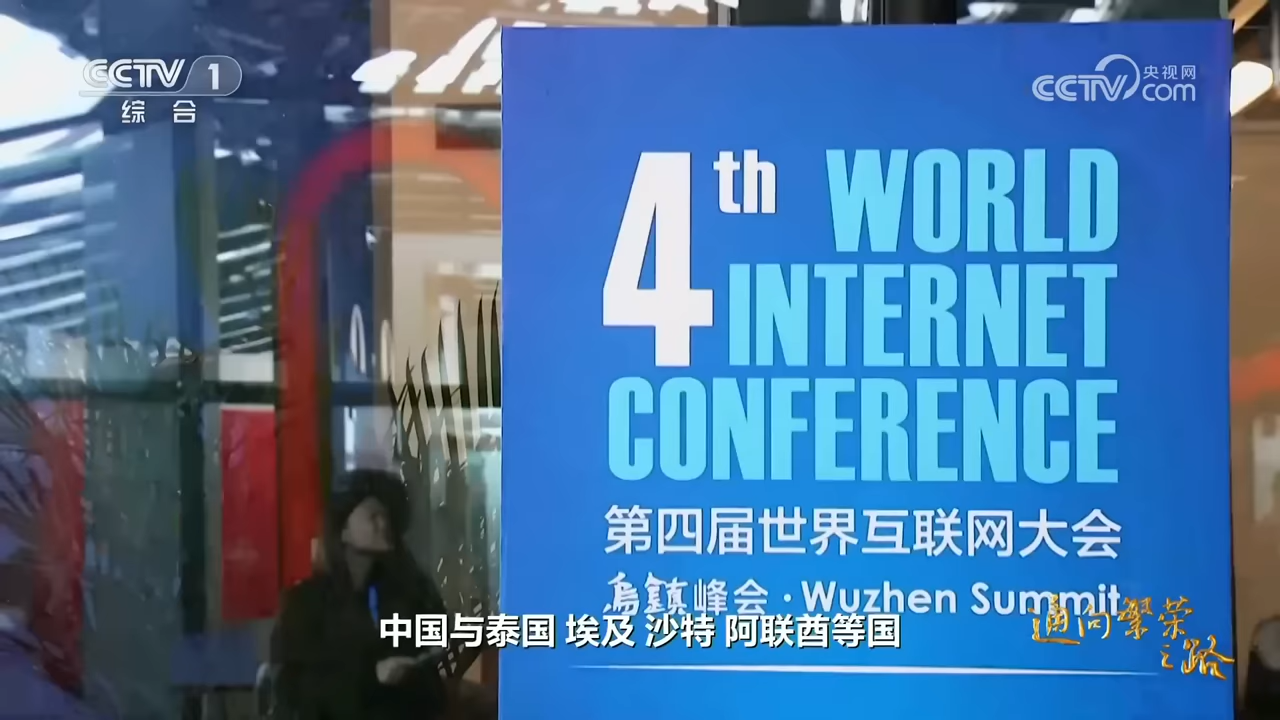 CCTV 1
综合
CCTV 央视网
com
4th WORLD
INTERNET
CONFERENCE
第四届世界互联网大会
乌镇峰会·Wuzhen Summit
中国与泰国 埃及 沙特 阿联酋等国
通向繁荣
之路